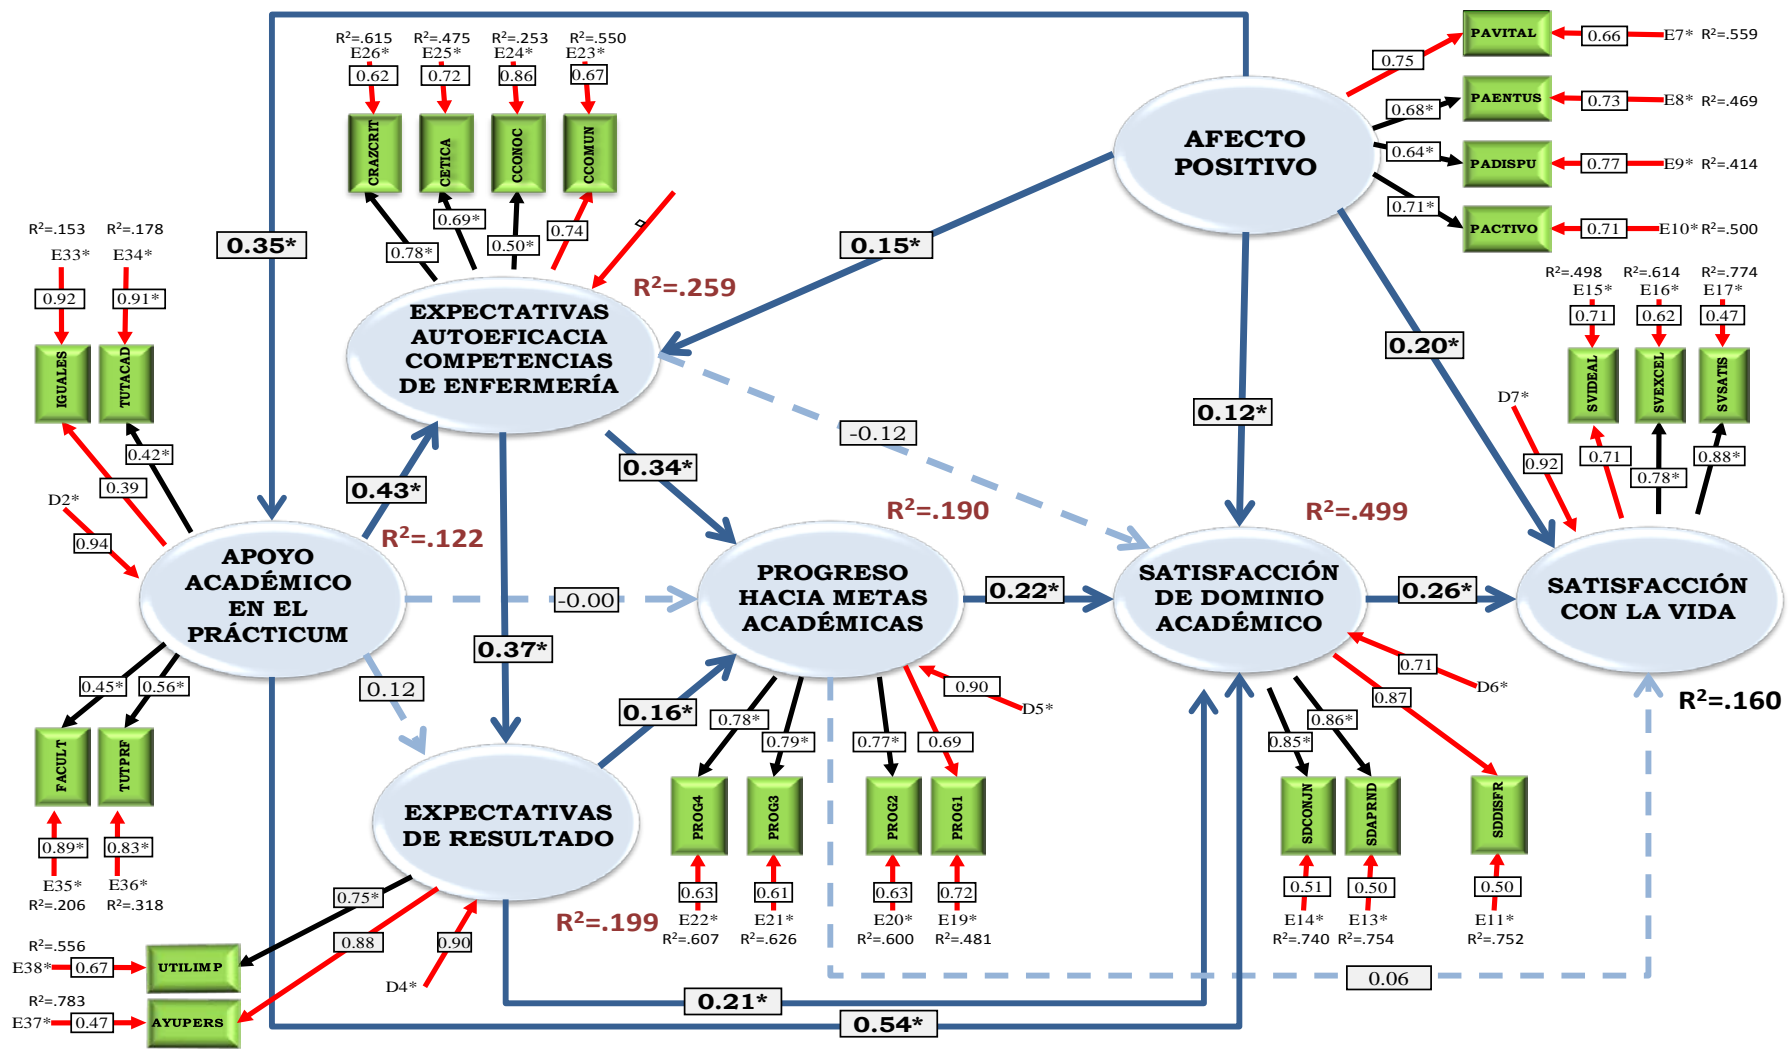 R²=.615
R²=.475
R²=.253
R²=.550
E26*
E25*
E24*
E23*
0.62
0.72
0.86
0.67
CRAZCRIT
CETICA
CCONOC
CCOMUN
0.78*
0.69*
0.50*
0.74
AFECTO
POSITIVO
0.75
0.68*
0.64*
0.71*
PAVITAL
0.66
E7*
R²=.559
PAENTUS
0.73
E8*
R²=.469
PADISPU
0.77
E9*
R²=.414
PACTIVO
0.71
E10*
R²=.500
R²=.153
R²=.178
E33*
E34*
0.92
0.91*
IGUALES
TUTACAD
0.39
0.42*
D2*
0.94
0.35*
0.15*
0.12*
0.20*
R²=.259
EXPECTATIVAS
AUTOEFICACIA
COMPETENCIAS
DE ENFERMERÍA
R²=.498
R²=.614
R²=.774
E15*
E16*
E17*
0.71
0.62
0.47
SVIDEAL
SVEXCEL
SVSATIS
0.71
0.78*
0.88*
D7*
0.92
-0.12
0.34*
0.43*
R²=.122
R²=.190
R²=.499
APOYO
ACADÉMICO
EN EL
PRÁCTICUM
-0.00
PROGRESO
HACIA METAS
ACADÉMICAS
0.22*
SATISFACCIÓN
DE DOMINIO
ACADÉMICO
0.26*
SATISFACCIÓN
CON LA VIDA
R²=.160
0.37*
0.12
0.16*
0.45*
0.56*
FACULT
TUTPRF
0.89*
0.83*
E35*
E36*
R²=.206
R²=.318
EXPECTATIVAS
DE RESULTADO
R²=.199
0.75*
0.88
0.90
D4*
R²=.556
E38*
0.67
UTILIMP
R²=.783
E37*
0.47
AYUPERS
0.78*
0.79*
0.77*
0.69
0.90
D5*
PROG4
PROG3
PROG2
PROG1
0.63
0.61
0.63
0.72
E22*
E21*
E20*
E19*
R²=.607
R²=.626
R²=.600
R²=.481
0.71
D6*
0.87
0.86*
0.85*
SDCONJN
SDAPRND
SDDISFR
0.51
0.50
0.50
E14*
E13*
E11*
R²=.740
R²=.754
R²=.752
0.06
0.21*
0.54*